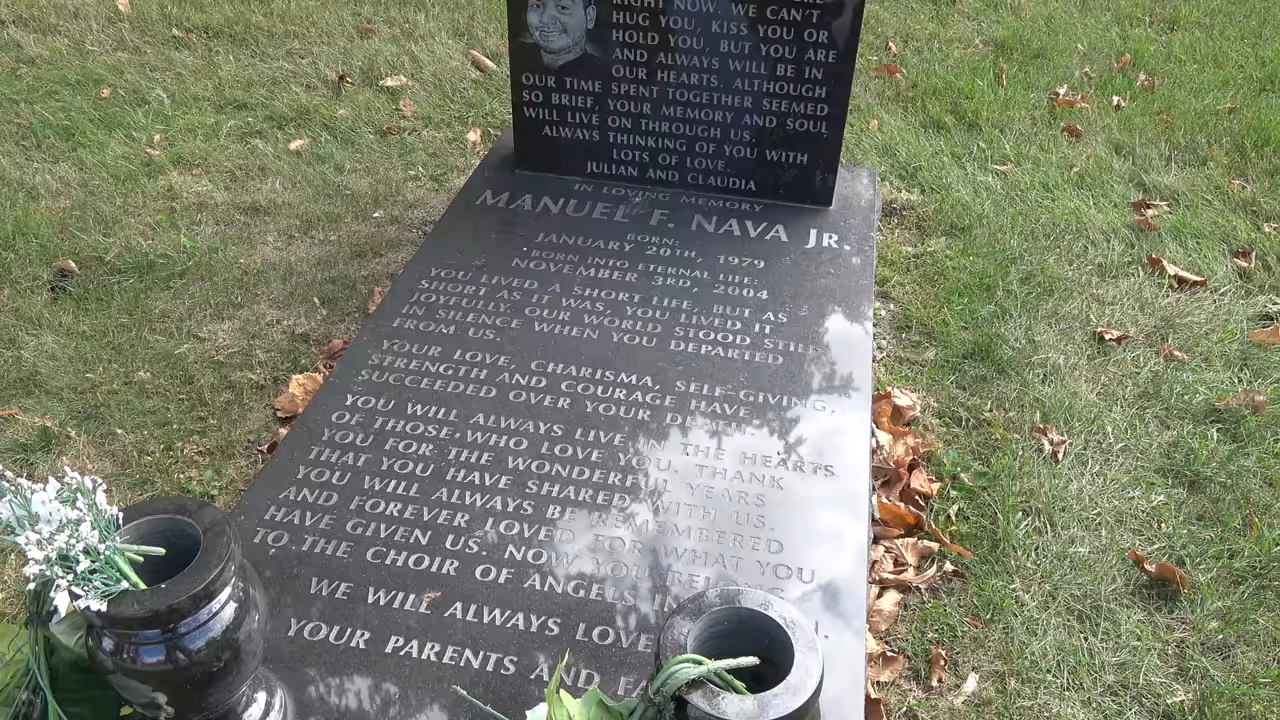 RIGHT NOW. WE CAN'T
HUG YOU, KISS YOU OR
HOLD YOU, BUT YOU ARE
AND ALWAYS WILL BE IN
OUR HEARTS. ALTHOUGH
OUR TIME SPENT TOGETHER SEEMED
SO BRIEF, YOUR MEMORY AND SOUL
WILL LIVE ON THROUGH US.
ALWAYS THINKING OF YOU WITH
LOTS OF LOVE.
JULIAN AND CLAUDIA
IN LOVING MEMORY
MANUEL F. NAVA JR.
BORN:
JANUARY 20TH, 1979
BORN INTO ETERNAL LIFE:
NOVEMBER 3RD, 2004
YOU LIVED A SHORT LIFE, BUT AS
SHORT AS IT WAS, YOU LIVED IT
JOYFULLY. OUR WORLD STOOD STILL
IN SILENCE WHEN YOU DEPARTED
FROM US.
YOUR LOVE, CHARISMA, SELF-GIVING,
STRENGTH AND COURAGE HAVE
SUCCEEDED OVER YOUR DEATH.
YOU WILL ALWAYS LIVE IN THE HEARTS
OF THOSE WHO LOVE YOU. THANK
YOU FOR THE WONDERFUL YEARS
THAT YOU HAVE SHARED WITH US.
YOU WILL ALWAYS BE REMEMBERED
AND FOREVER LOVED FOR WHAT YOU
HAVE GIVEN US. NOW YOU BELONG
TO THE CHOIR OF ANGELS IN
WE WILL ALWAYS LOVE
YOUR PARENTS AND